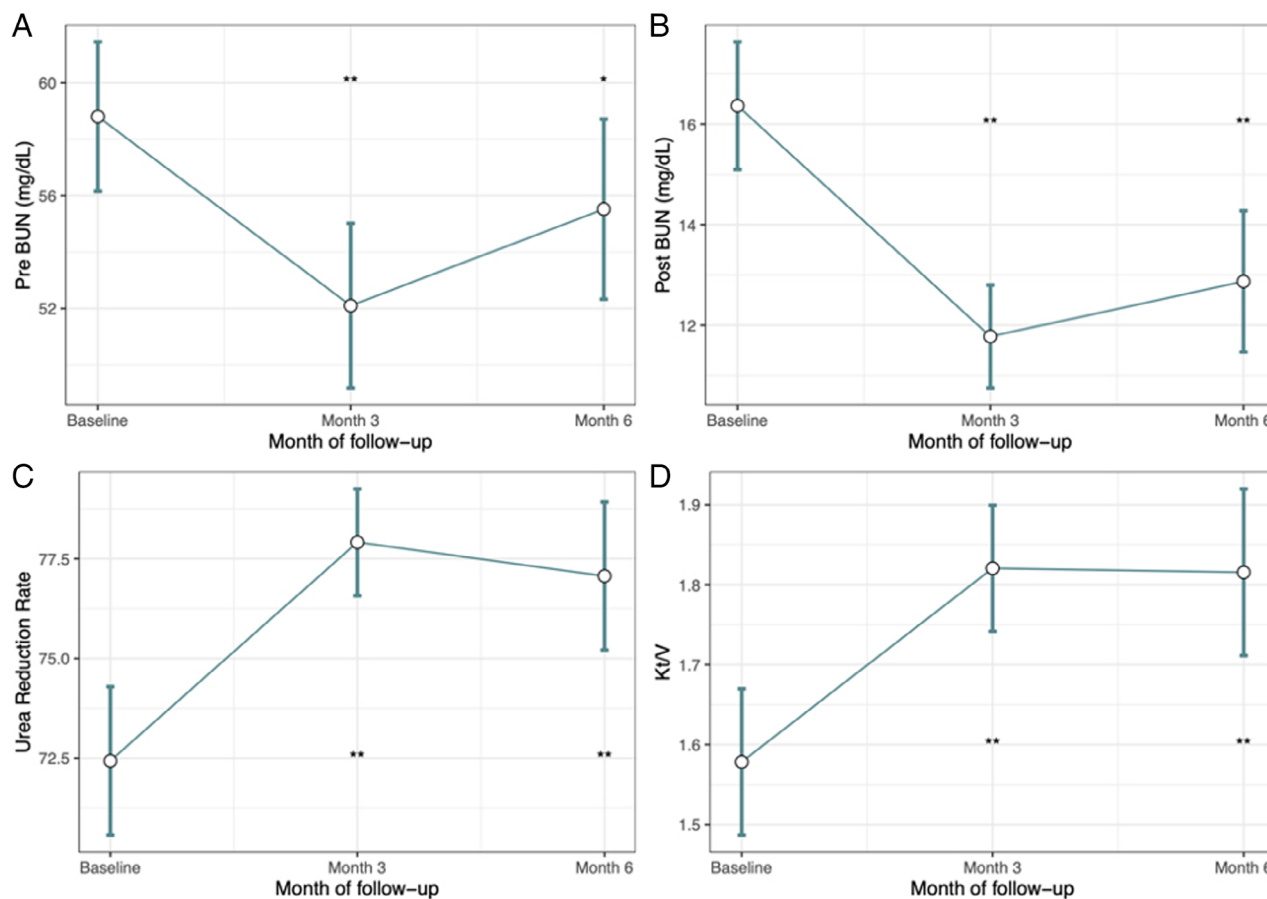 A
Pre BUN (mg/dL)
60
56
52
**
*
Baseline
Month 3
Month 6
Month of follow-up
B
Post BUN (mg/dL)
16
14
12
**
**
Baseline
Month 3
Month 6
Month of follow-up
C
Urea Reduction Rate
77.5
75.0
72.5
**
**
Baseline
Month 3
Month 6
Month of follow-up
D
Kt/V
1.9
1.8
1.7
1.6
1.5
**
**
Baseline
Month 3
Month 6
Month of follow-up